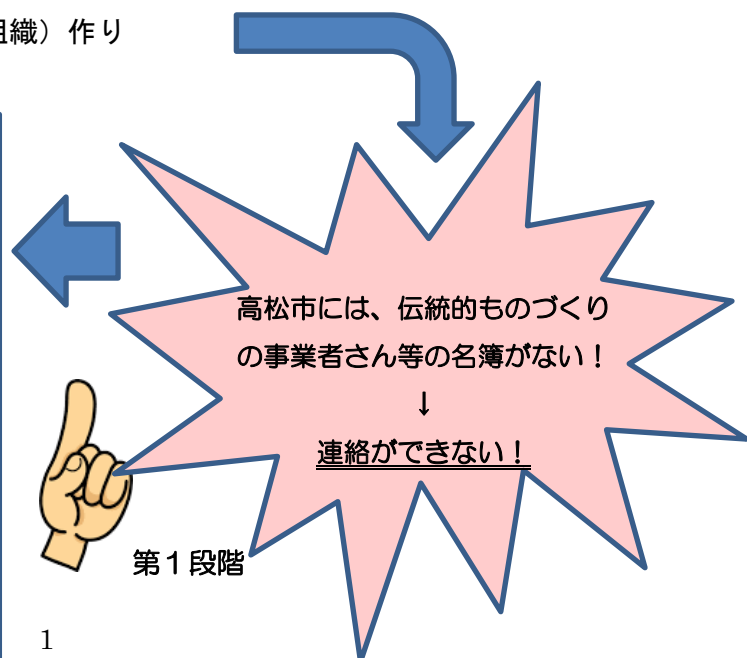 組織）作り
高松市には、伝統的ものづくり
の事業者さん等の名簿がない！
↓
連絡ができない！
第１段階
1